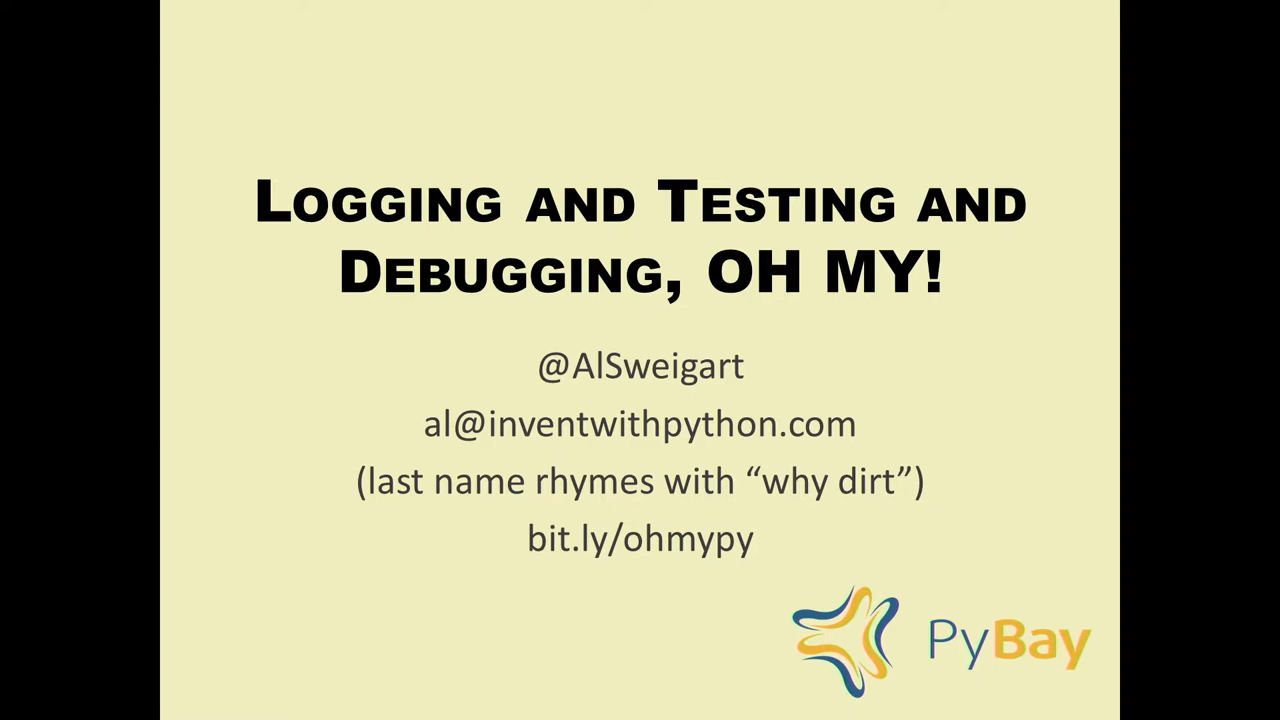 LOGGING AND TESTING AND
DEBUGGING, OH MY!
@AlSweigart
al@inventwithpython.com
(last name rhymes with “why dirt”)
bit.ly/ohmypy
PyBay